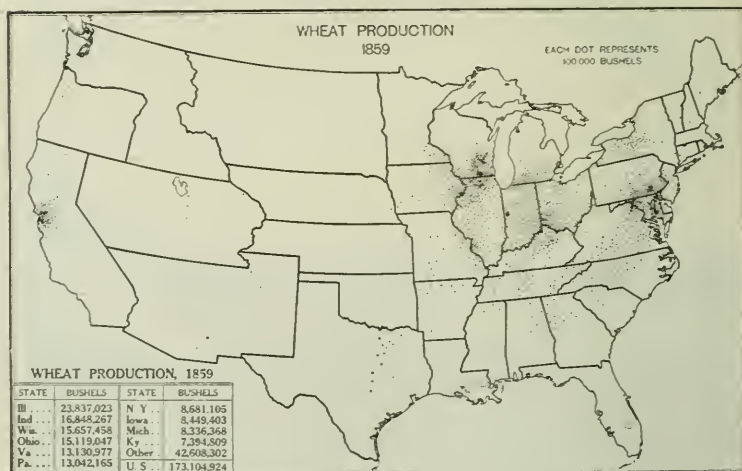 WHEAT PRODUCTION
1859
EACH DOT REPRESENTS
100.000 BUSHELS
WHEAT PRODUCTION, 1859
STATE BUSHELS STATE BUSHELS
Ill .... 23,837,023 N Y .. 8,681,105
Ind .... 16,848,267 Iowa .. 8,449,403
Wis. ... 15,657,458 Mich .. 8,336,368
Ohio ... 15,119,047 Ky ... 7,394,809
Va .... 13,130,977 Other . 42,608,302
Pa. ... 13,042,165 U. S .. 173,104,924